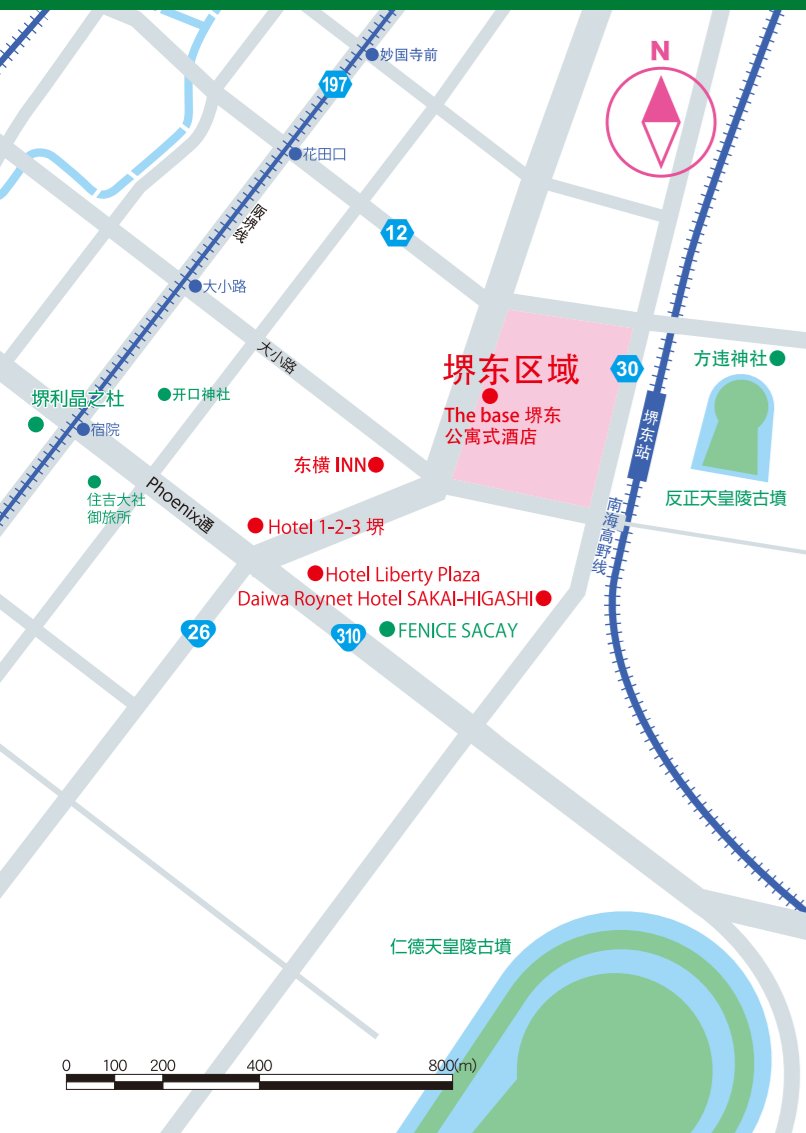 N
妙国寺前
197
花田口
阪堺线
12
大小路
大小路
堺东区域
30
方违神社
The base 堺东
公寓式酒店
堺利晶之杜
开口神社
宿院
堺东站
东横 INN
住吉大社
御旅所
Phoenix通
反正天皇陵古墳
南海高野线
Hotel 1-2-3 堺
Hotel Liberty Plaza
Daiwa Roynet Hotel SAKAI-HIGASHI
26
310
FENICE SACAY
仁德天皇陵古墳
0 100 200 400 800(m)